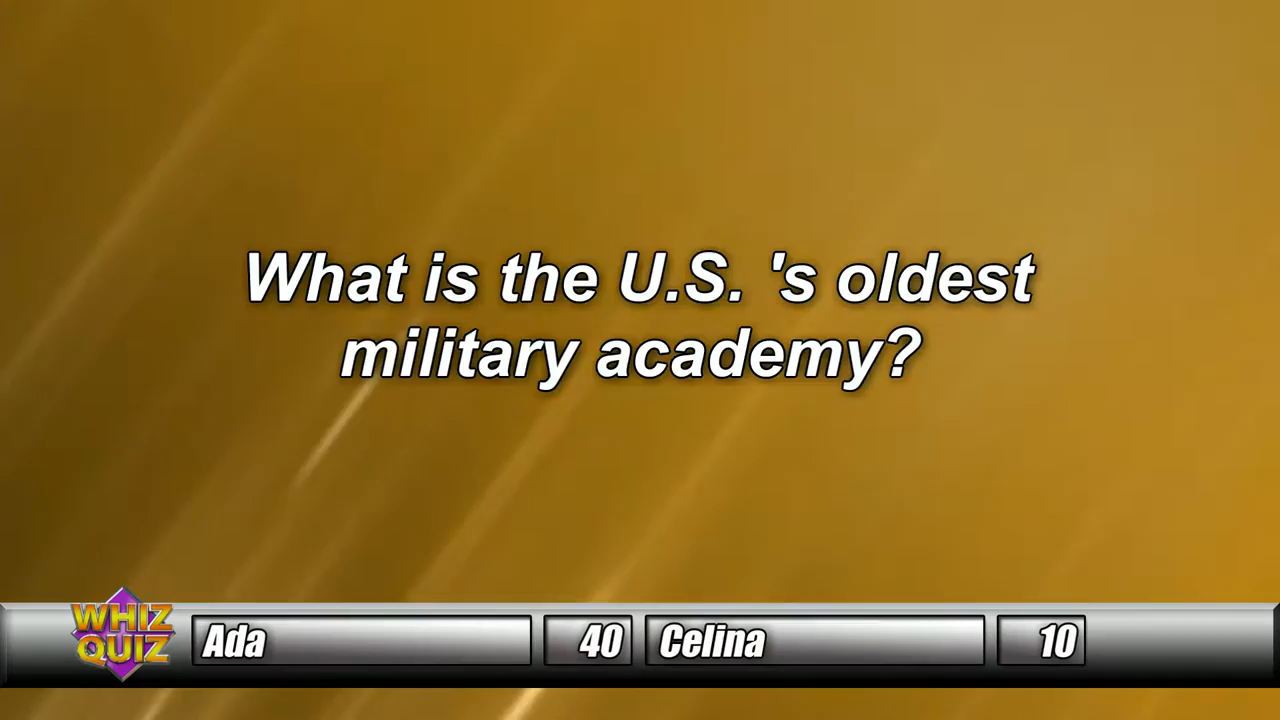 What is the U.S. 's oldest
military academy?
WHIZ
QUIZ
Ada 40 Celina 10